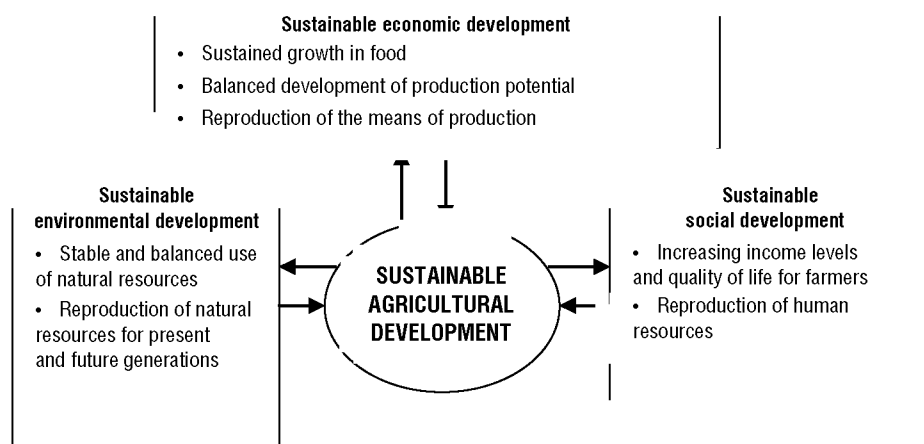 Sustainable economic development
• Sustained growth in food
• Balanced development of production potential
• Reproduction of the means of production
Sustainable
environmental development
• Stable and balanced use
of natural resources
• Reproduction of natural
resources for present
and future generations
SUSTAINABLE
AGRICULTURAL
DEVELOPMENT
Sustainable
social development
• Increasing income levels
and quality of life for farmers
• Reproduction of human
resources